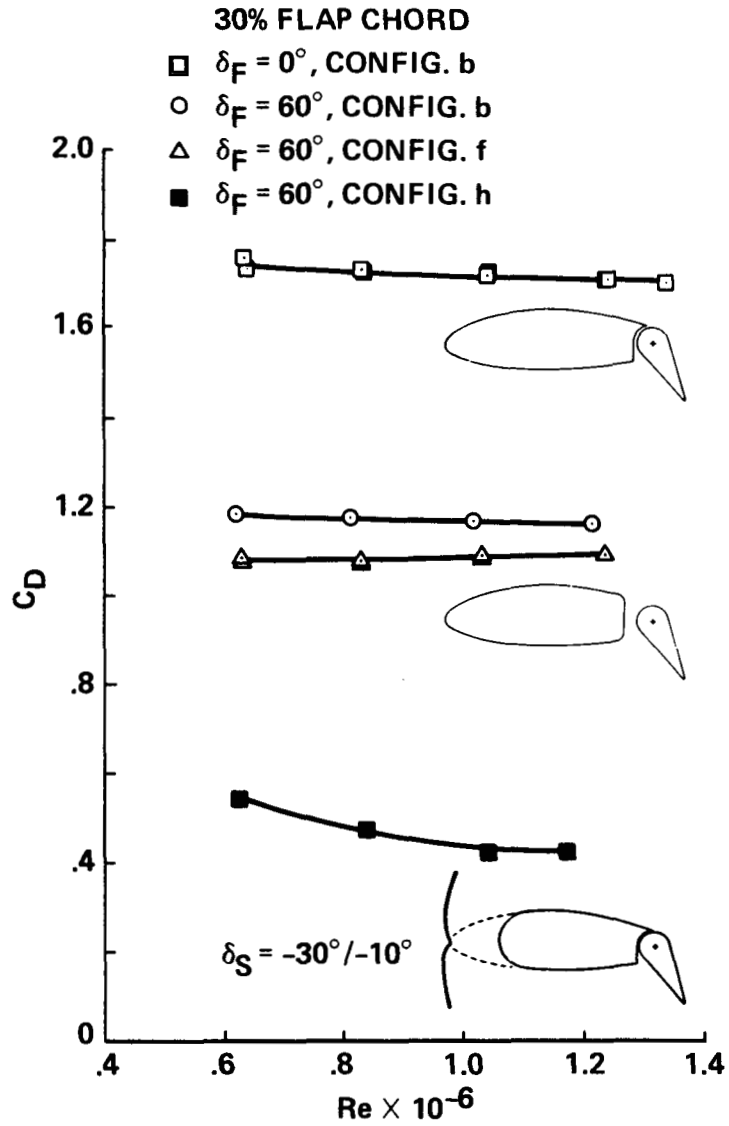 30% FLAP CHORD
δF = 0°, CONFIG. b
δF = 60°, CONFIG. b
δF = 60°, CONFIG. f
δF = 60°, CONFIG. h
2.0
1.6
1.2
CD
.8
.4
δS = -30°/-10°
0
.4 .6 .8 1.0 1.2 1.4
Re × 10-6